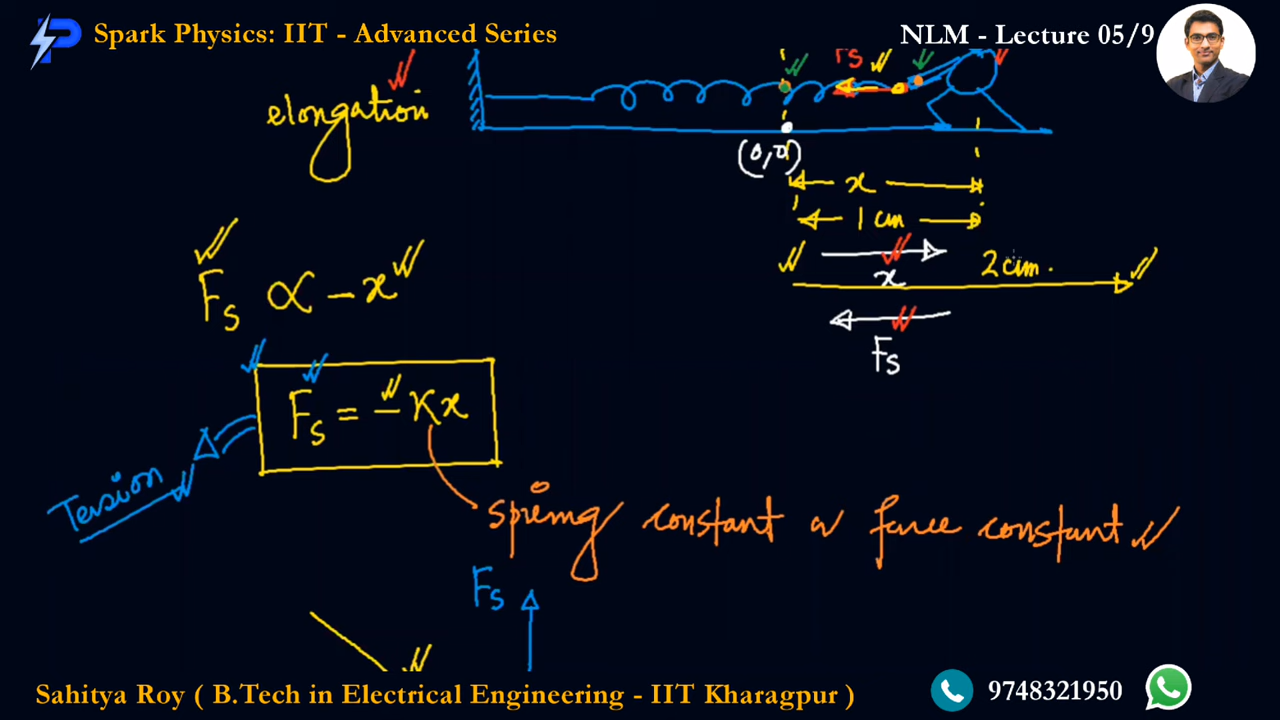 Spark Physics: IIT - Advanced Series
NLM - Lecture 05/9
Fs
elongation
(0,0)
x
1 cm
2 cm.
x
Fs ∝ - x
Fs
Fs = - Kx
Tension
spring constant or force constant
Fs
Sahitya Roy ( B.Tech in Electrical Engineering - IIT Kharagpur )
9748321950